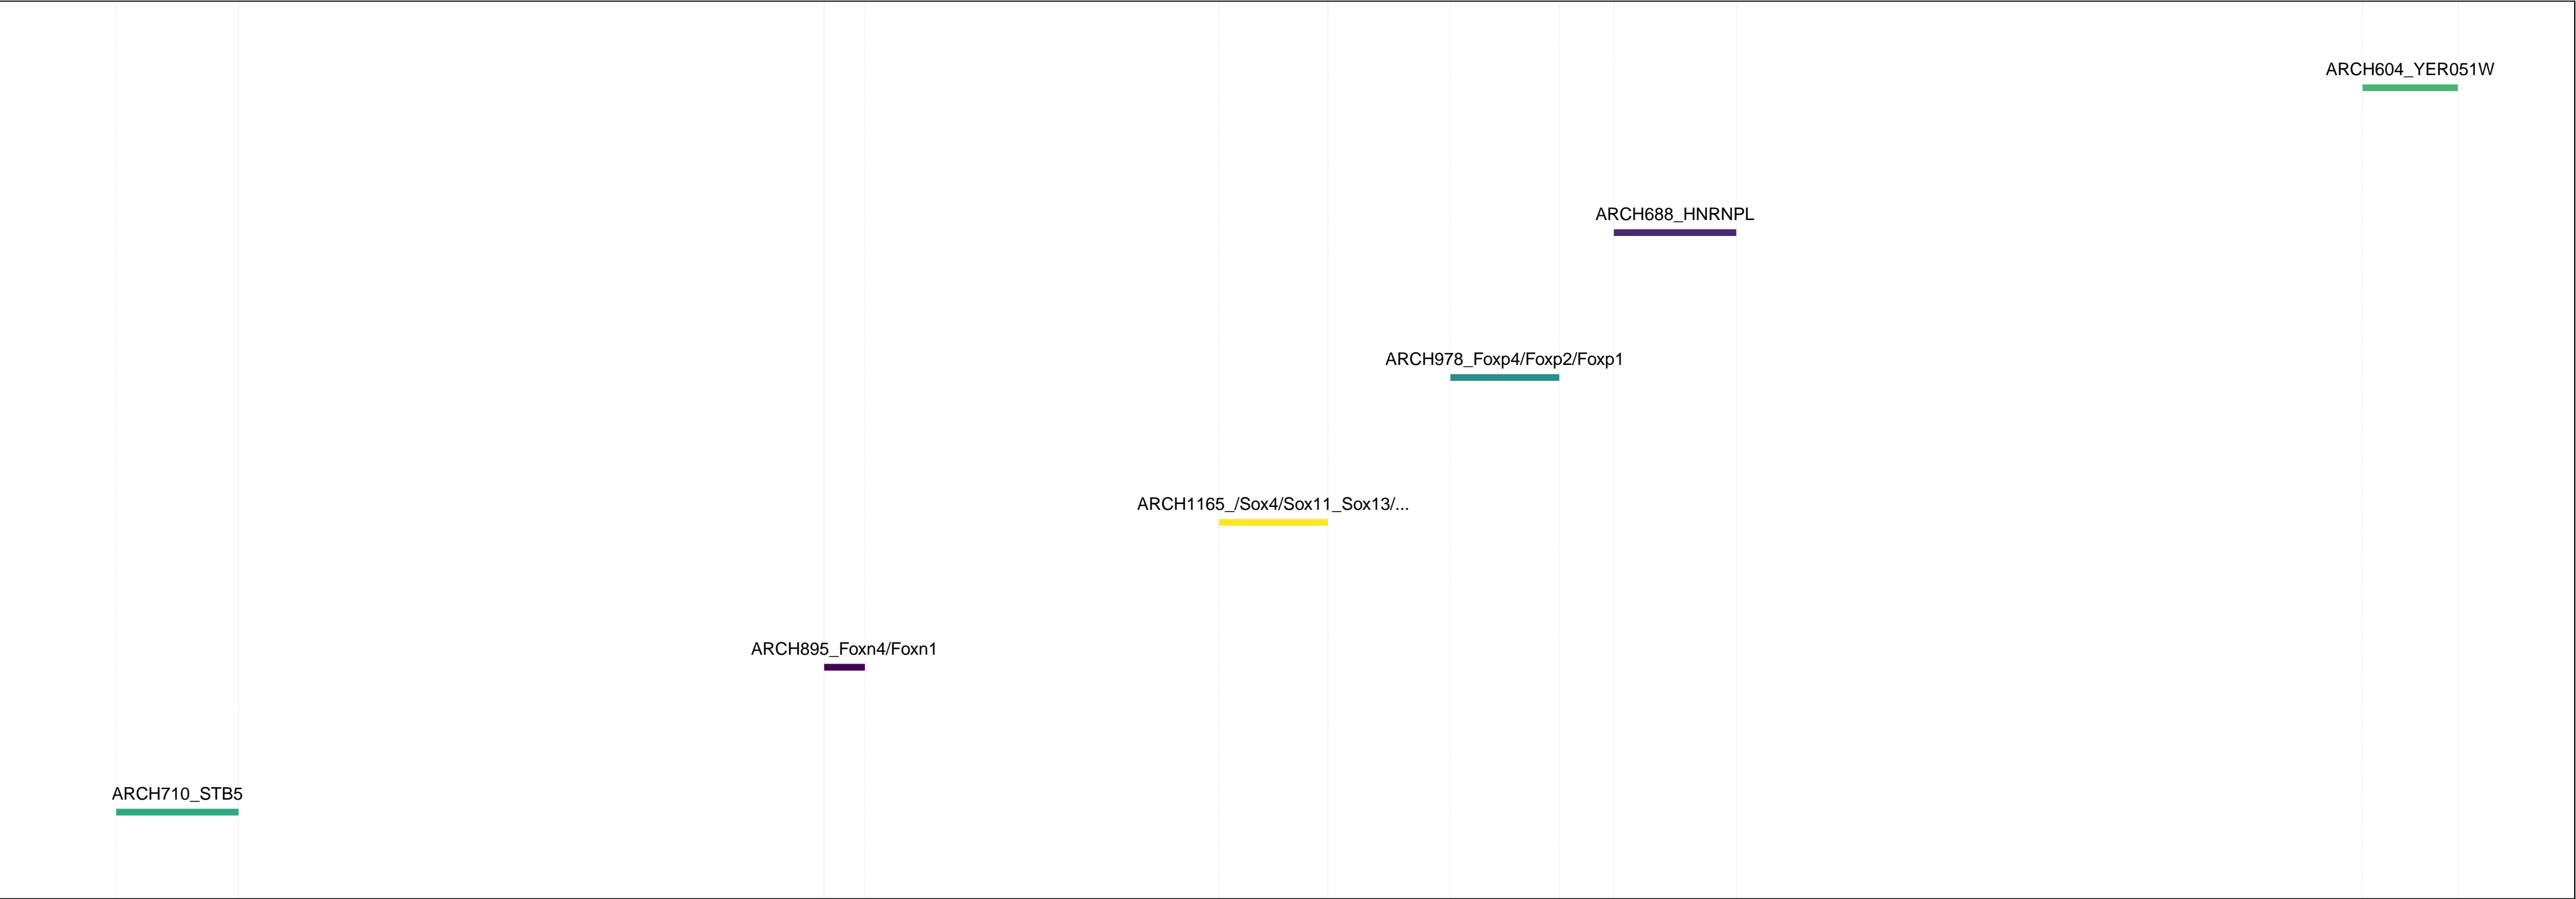 ARCH604_YER051W
ARCH688_HNRNPL
ARCH978_Foxp4/Foxp2/Foxp1
ARCH1165_/Sox4/Sox11_Sox13/...
ARCH895_Foxn4/Foxn1
ARCH710_STB5